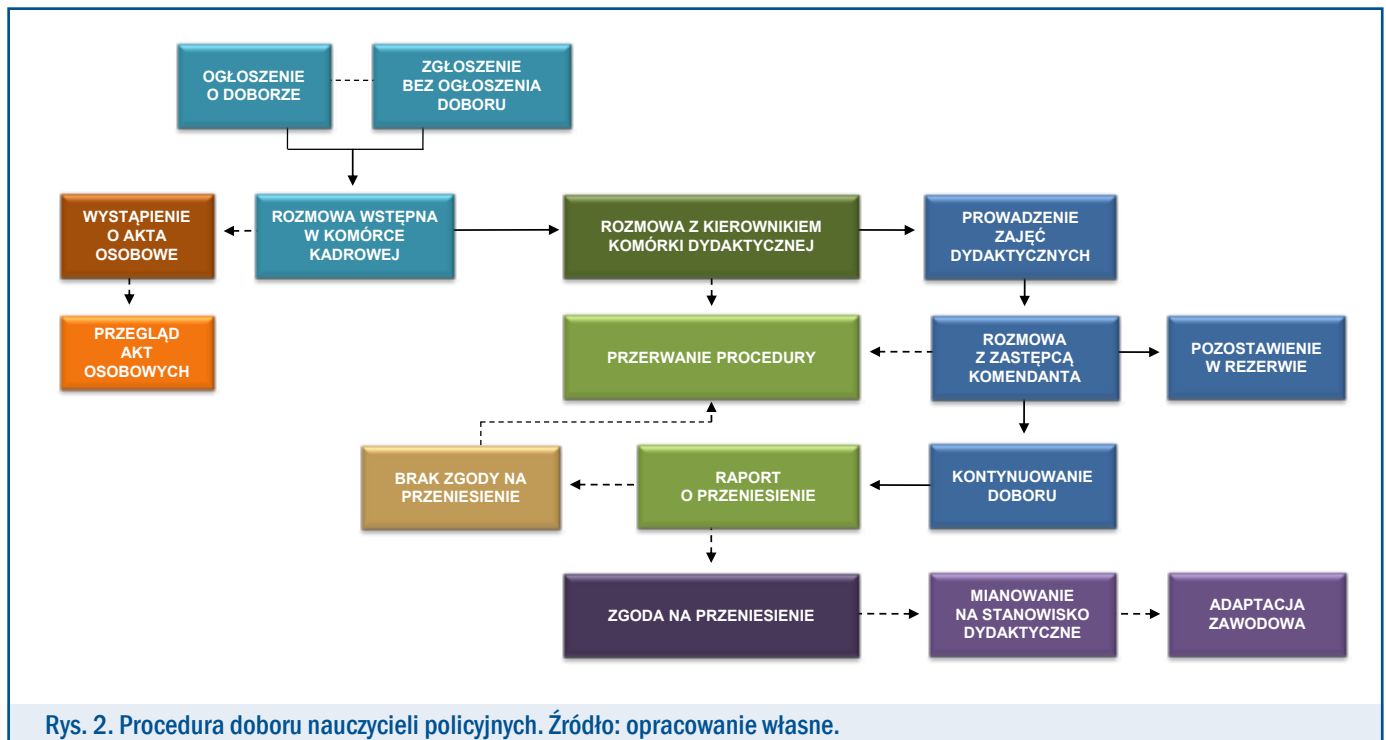 OGŁOSZENIE
O DOBORZE
ZGŁOSZENIE
BEZ OGŁOSZENIA
DOBORU
WYSTĄPIENIE
O AKTA
OSOBOWE
ROZMOWA WSTĘPNA
W KOMÓRCE
KADROWEJ
ROZMOWA Z KIEROWNIKIEM
KOMÓRKI DYDAKTYCZNEJ
PROWADZENIE
ZAJĘĆ
DYDAKTYCZNYCH
PRZEGLĄD
AKT
OSOBOWYCH
PRZERWANIE PROCEDURY
ROZMOWA
Z ZASTĘPCĄ
KOMENDANTA
POZOSTAWIENIE
W REZERWIE
BRAK ZGODY NA
PRZENIESIENIE
RAPORT
O PRZENIESIENIE
KONTYNUOWANIE
DOBORU
ZGODA NA PRZENIESIENIE
MIANOWANIE
NA STANOWISKO
DYDAKTYCZNE
ADAPTACJA
ZAWODOWA
Rys. 2. Procedura doboru nauczycieli policyjnych. Źródło: opracowanie własne.